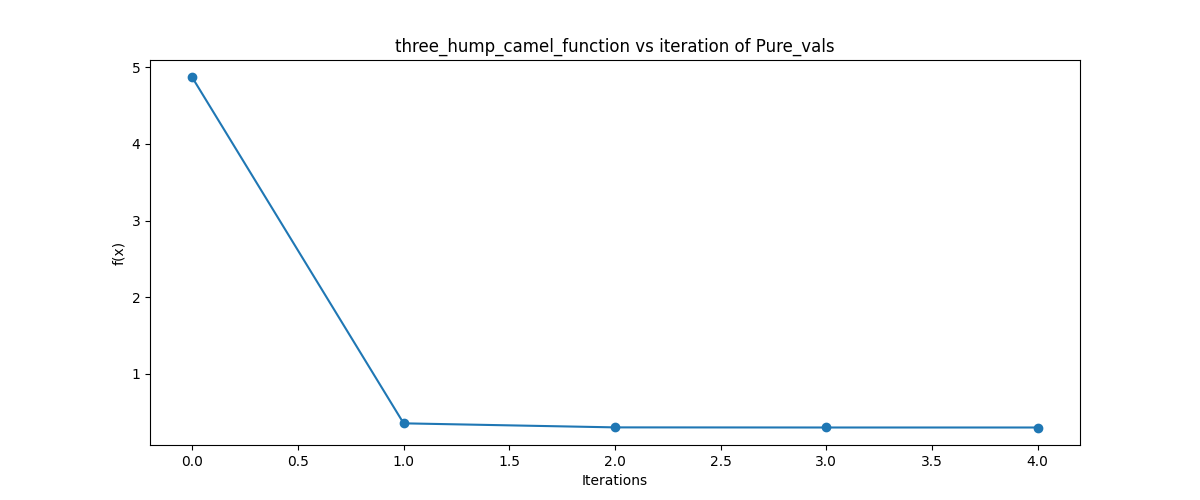 three_hump_camel_function vs iteration of Pure_vals
5
4
3
2
1
f(x)
0.0 0.5 1.0 1.5 2.0 2.5 3.0 3.5 4.0
Iterations